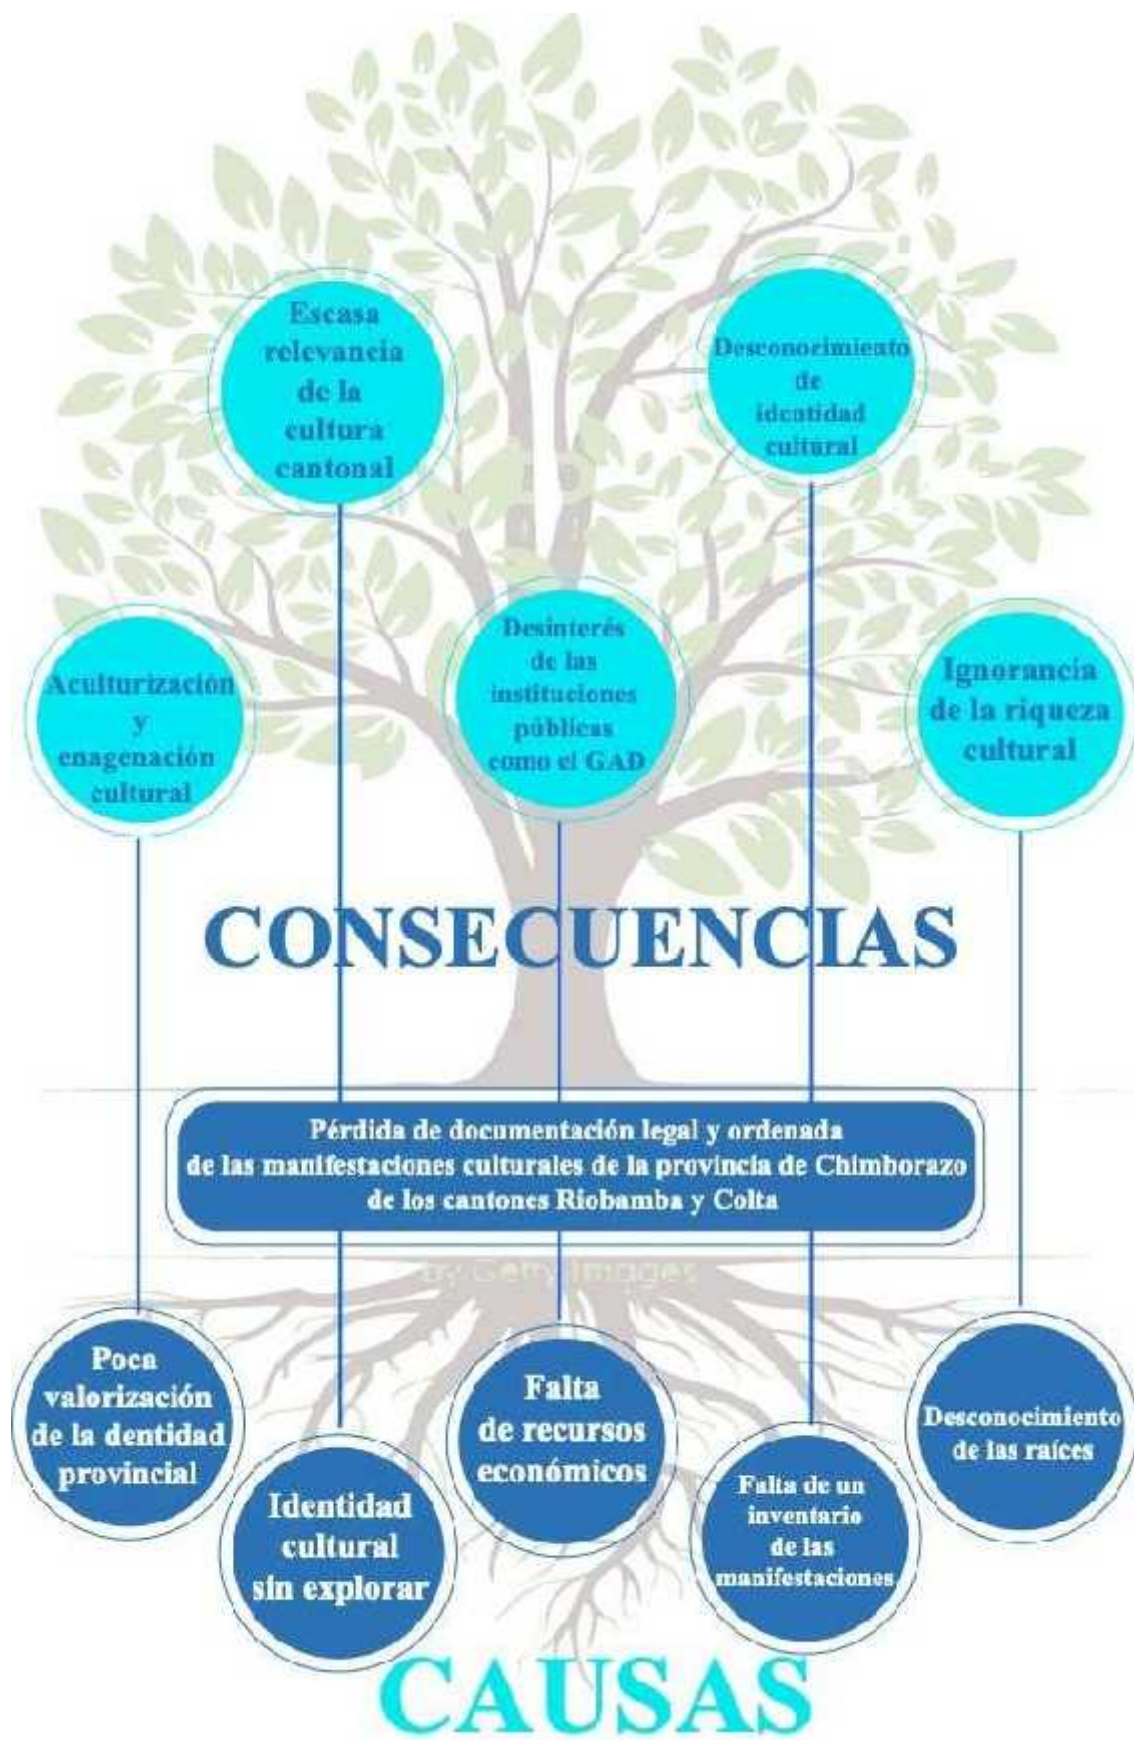 Escasa
relevancia
de la
cultura
cantonal
Desconocimiento
de
identidad
cultural
Aculturización
y
enagenación
cultural
Desinterés
de las
instituciones
públicas
como el GAD
Ignorancia
de la riqueza
cultural
CONSECUENCIAS
Pérdida de documentación legal y ordenada
de las manifestaciones culturales de la provincia de Chimborazo
de los cantones Riobamba y Colta
by Getty Images
Poca
valorización
de la dentidad
provincial
Identidad
cultural
sin explorar
Falta
de recursos
económicos
Falta de un
inventario
de las
manifestaciones
Desconocimiento
de las raíces
CAUSAS